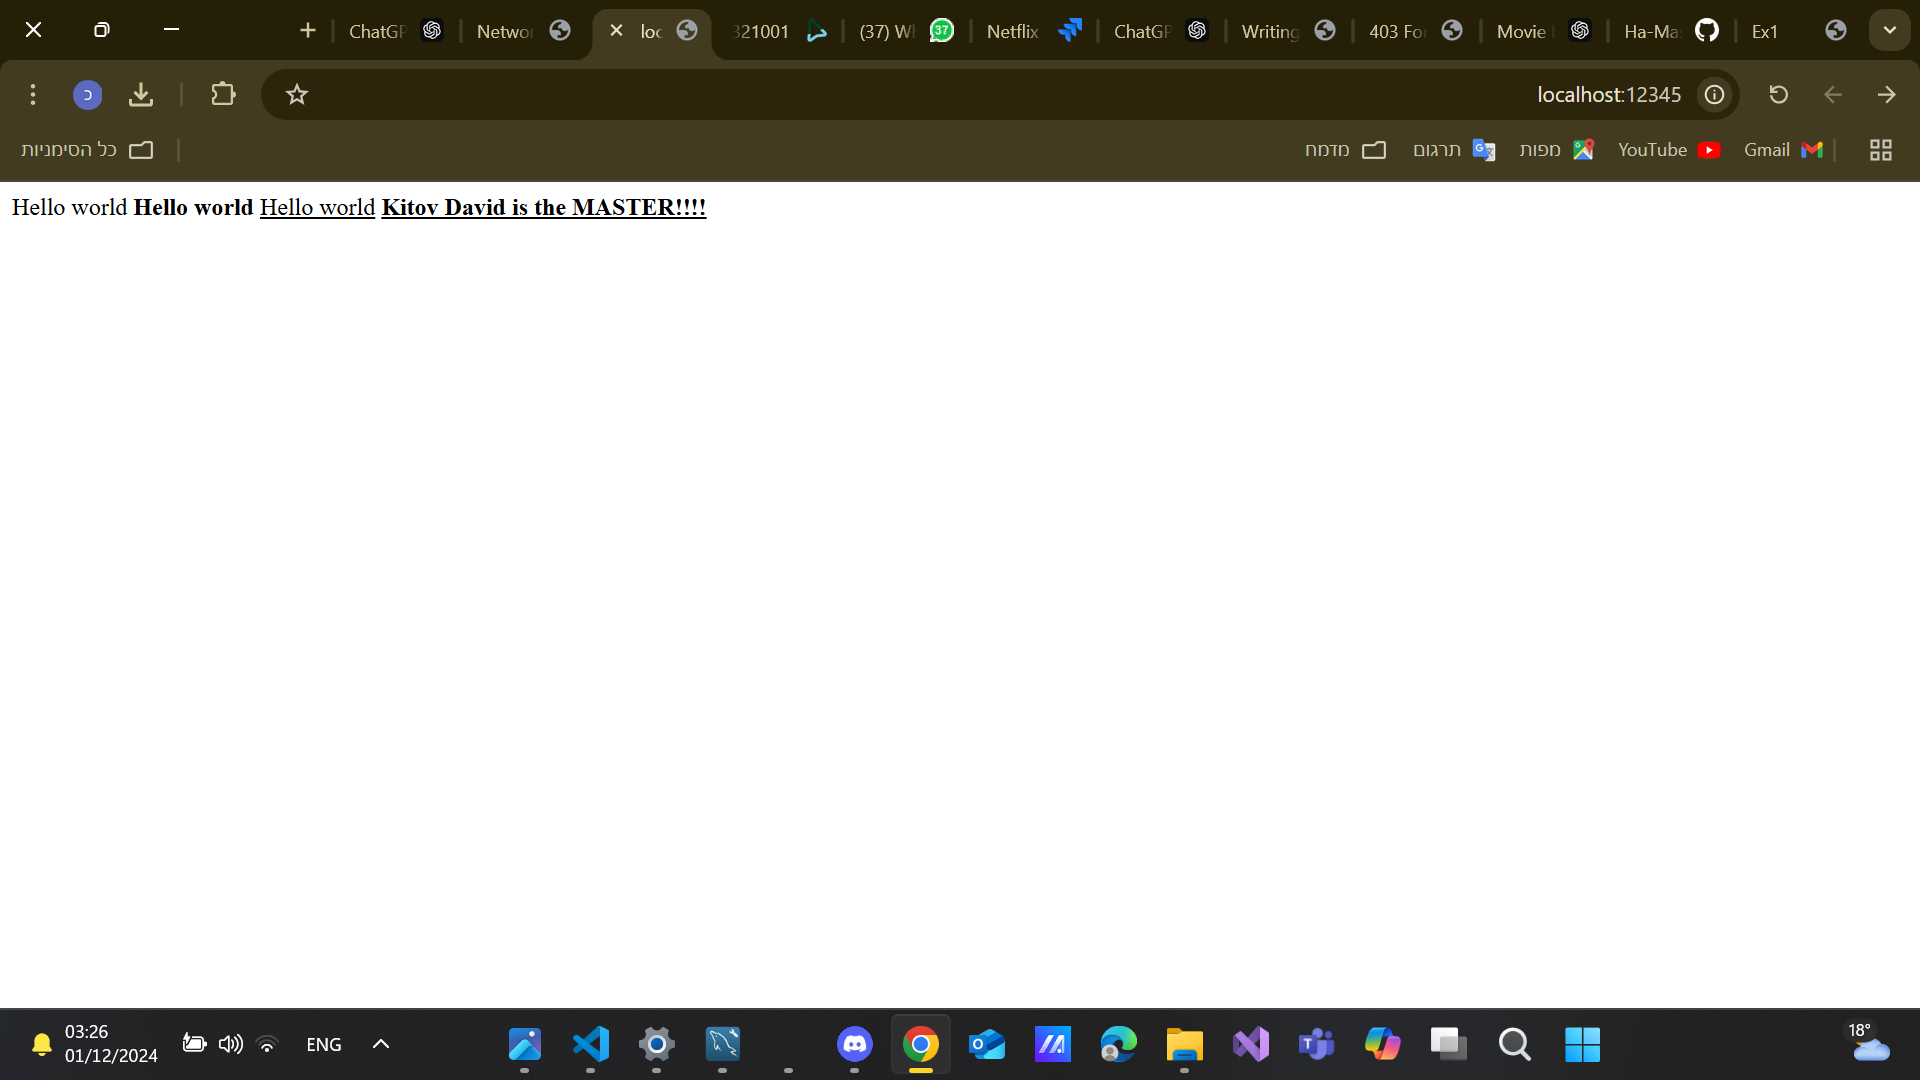 Ex1
Ha-Ma
Movie
403 For
Writing
ChatGP
Netflix
(37) Wh
37
321001
loc
Networ
ChatGP
localhost:12345
כ
Gmail
YouTube
מפות
תרגום
מדמח
כל הסימניות
Hello world Hello world Hello world Kitov David is the MASTER!!!!
03:26
01/12/2024
ENG
18°